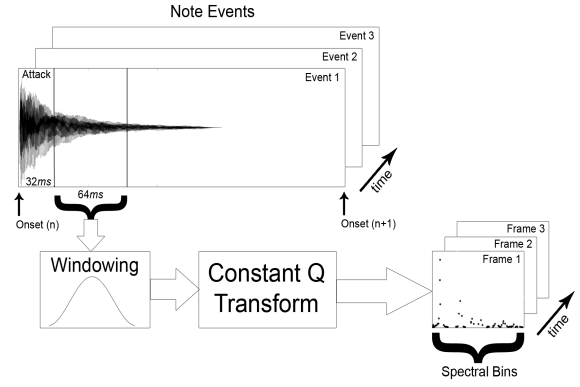 Note Events
Event 3
Event 2
Attack
Event 1
32ms
64ms
time
Onset (n)
Onset (n+1)
Windowing
Constant Q
Transform
Frame 3
Frame 2
Frame 1
time
Spectral Bins